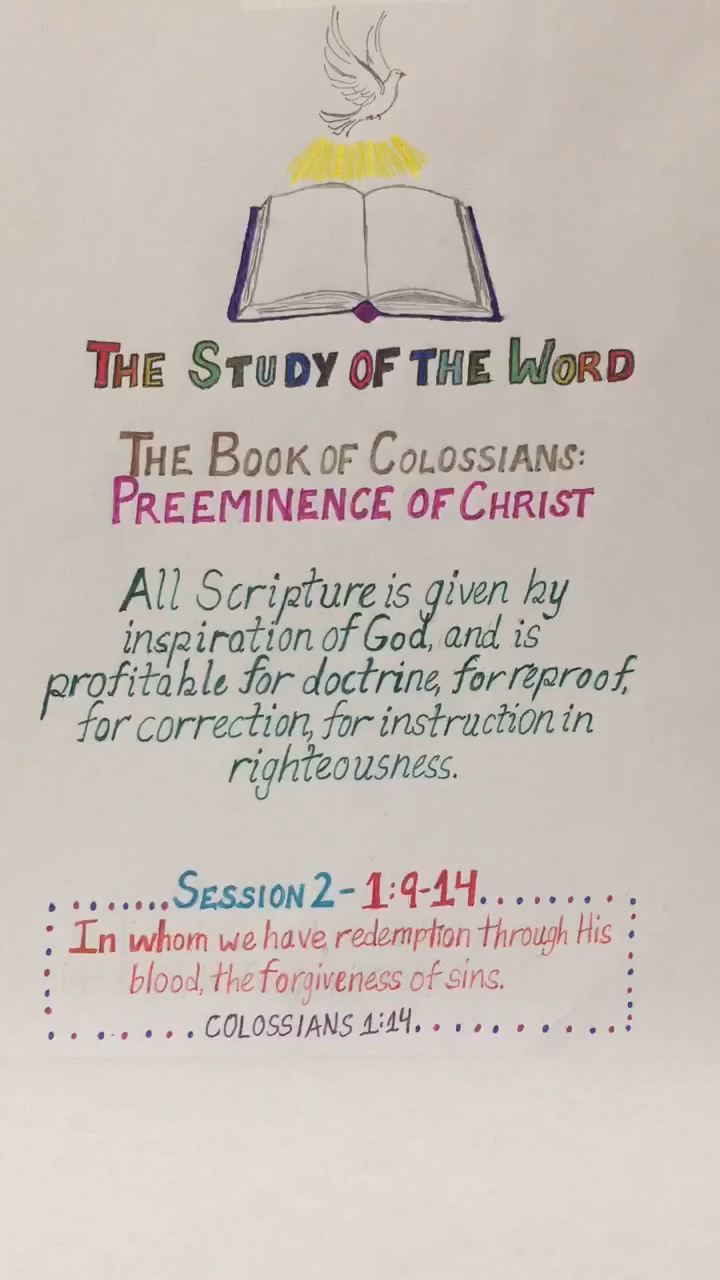 THE STUDY OF THE WORD
THE BOOK OF COLOSSIANS:
PREEMINENCE OF CHRIST
All Scripture is given by
inspiration of God, and is
profitable for doctrine, for reproof,
for correction, for instruction in
righteousness.
SESSION 2- 1:9-14
In whom we have redemption through His
blood, the forgiveness of sins.
COLOSSIANS 1:14